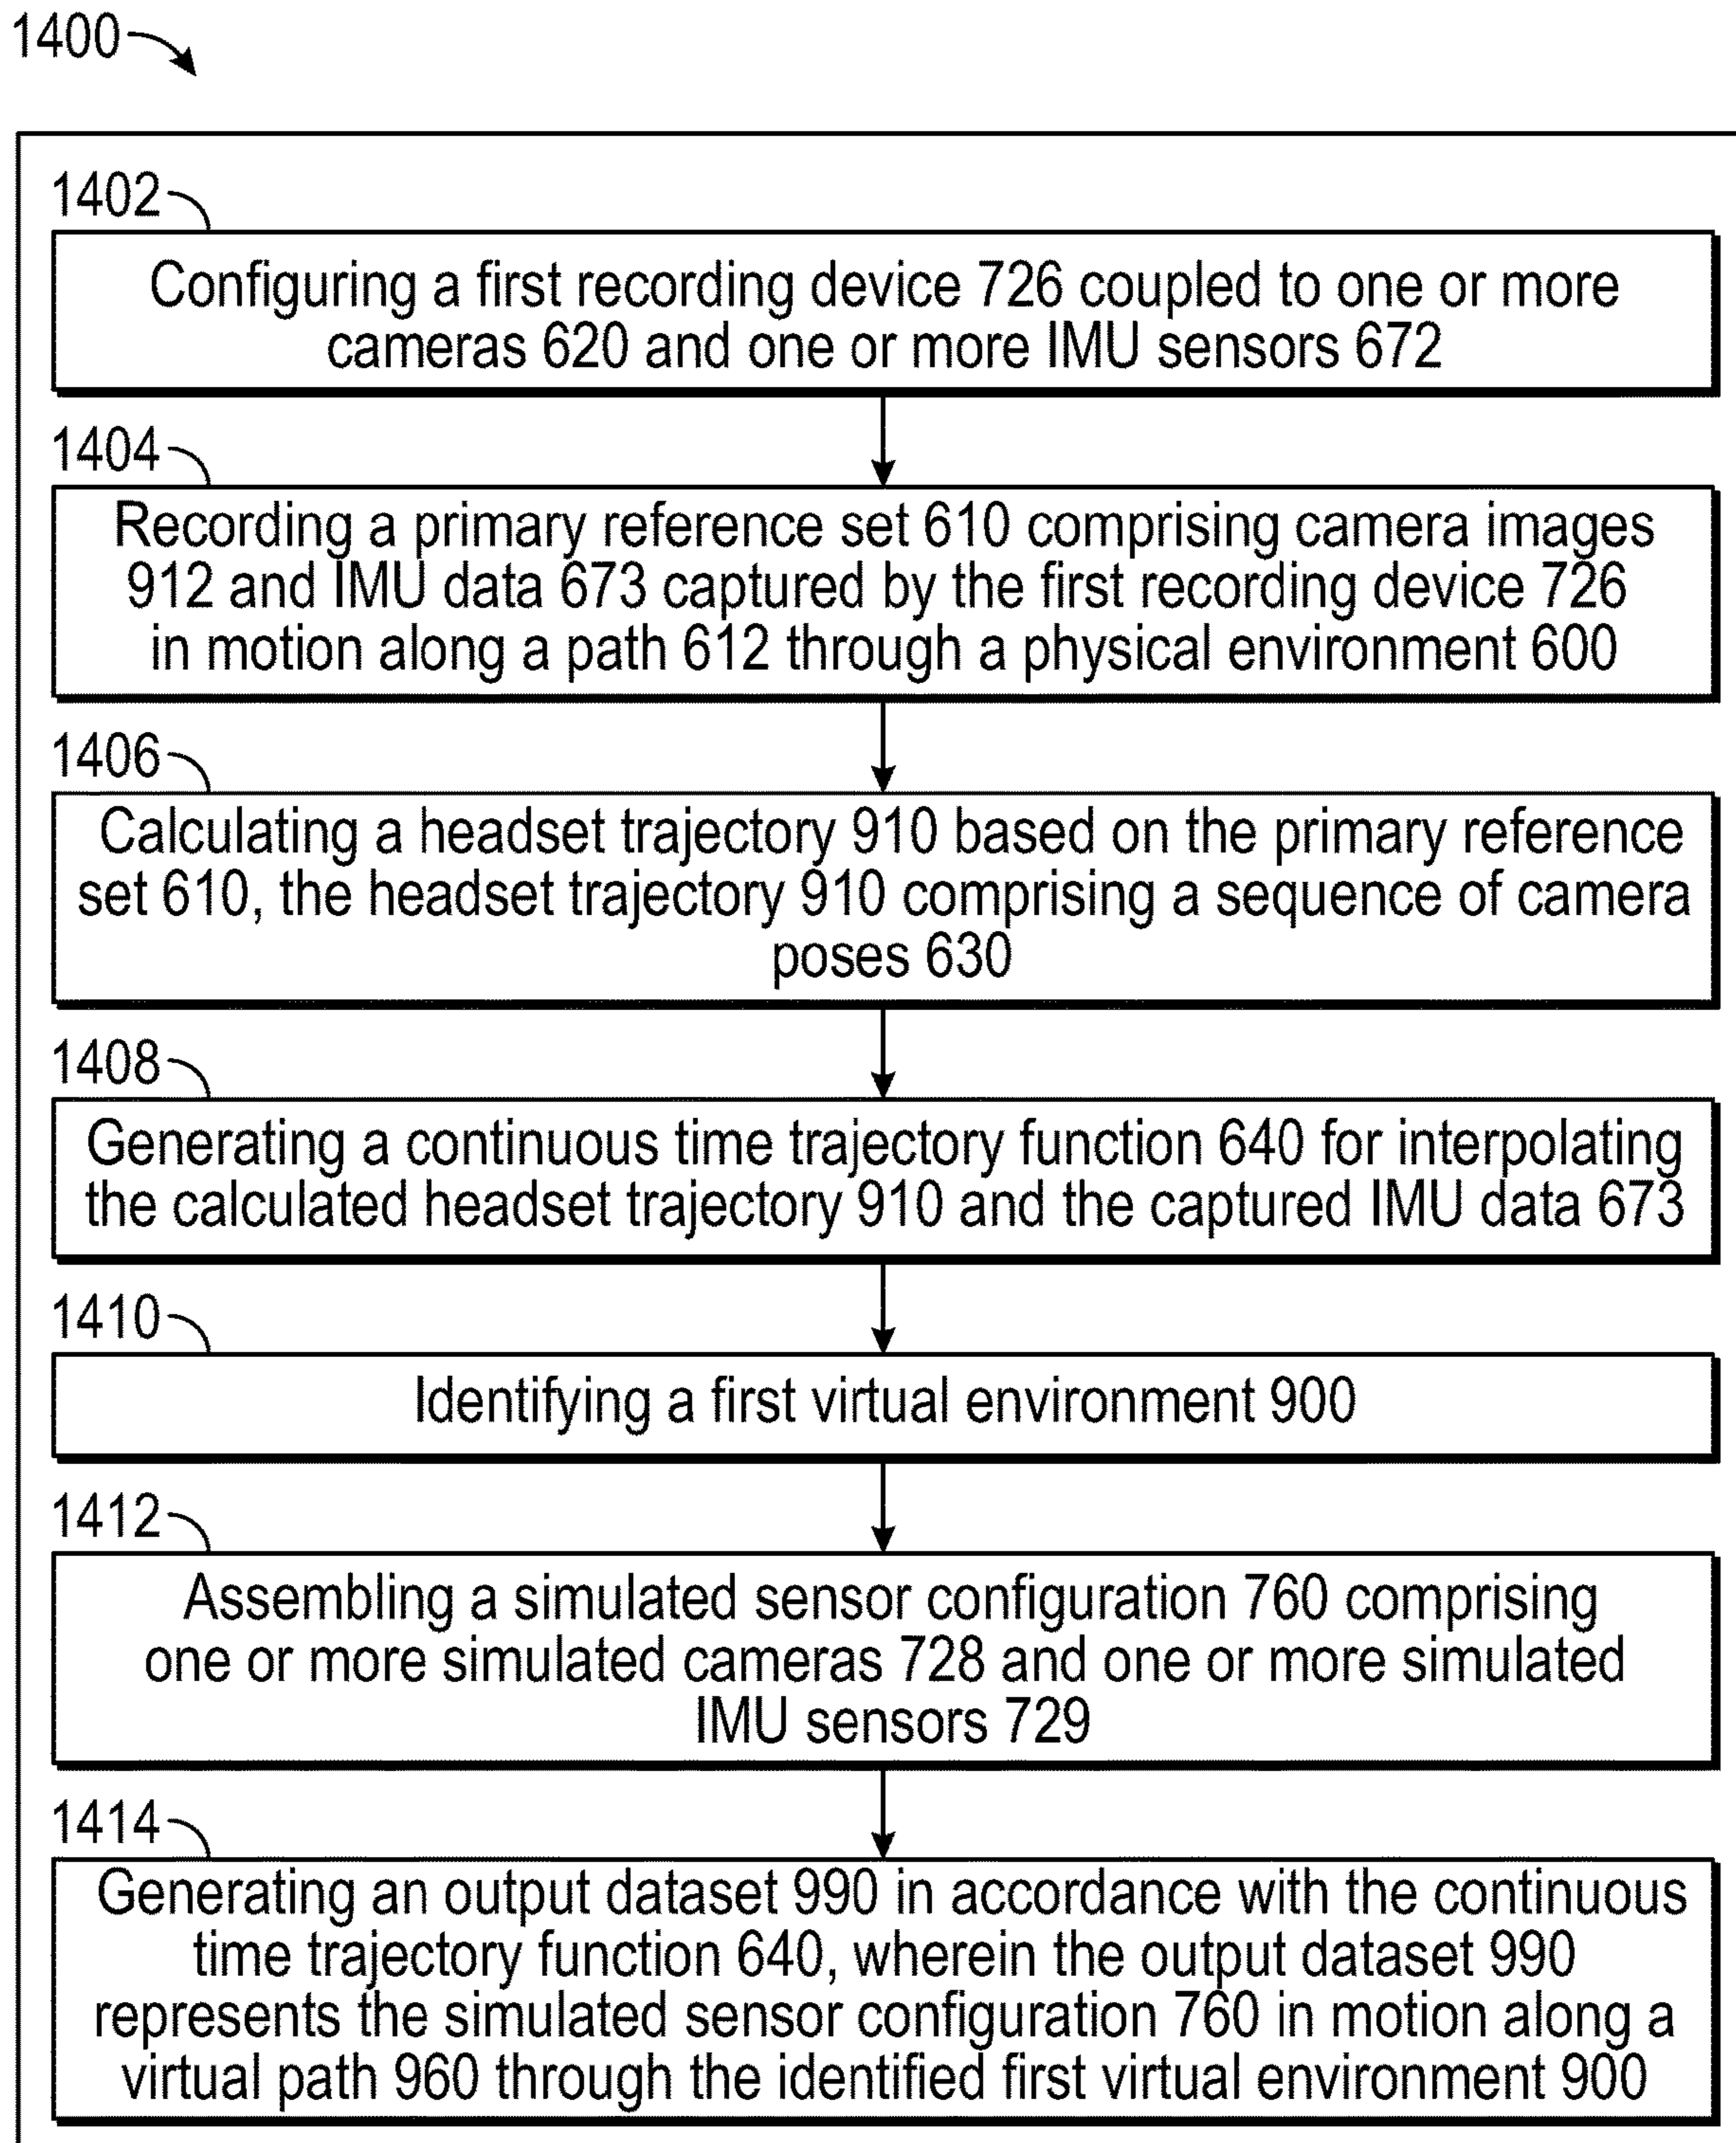 1400
1402
Configuring a first recording device 726 coupled to one or more
cameras 620 and one or more IMU sensors 672
1404
Recording a primary reference set 610 comprising camera images
912 and IMU data 673 captured by the first recording device 726
in motion along a path 612 through a physical environment 600
1406
Calculating a headset trajectory 910 based on the primary reference
set 610, the headset trajectory 910 comprising a sequence of camera
poses 630
1408
Generating a continuous time trajectory function 640 for interpolating
the calculated headset trajectory 910 and the captured IMU data 673
1410
Identifying a first virtual environment 900
1412
Assembling a simulated sensor configuration 760 comprising
one or more simulated cameras 728 and one or more simulated
IMU sensors 729
1414
Generating an output dataset 990 in accordance with the continuous
time trajectory function 640, wherein the output dataset 990
represents the simulated sensor configuration 760 in motion along a
virtual path 960 through the identified first virtual environment 900